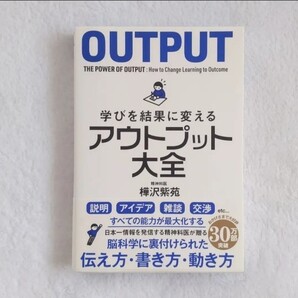 OUTPUT
THE POWER OF OUTPUT : How to Change Learning to Outcome
学びを結果に変える
アウトプット
大全
精神科医
樺沢紫苑
説明 アイデア 雑談 交渉 etc...
すべての能力が最大化する
日本一情報を発信する精神科医が贈る
30万部
突破
脳科学に裏付けられた
伝え方・書き方・動き方